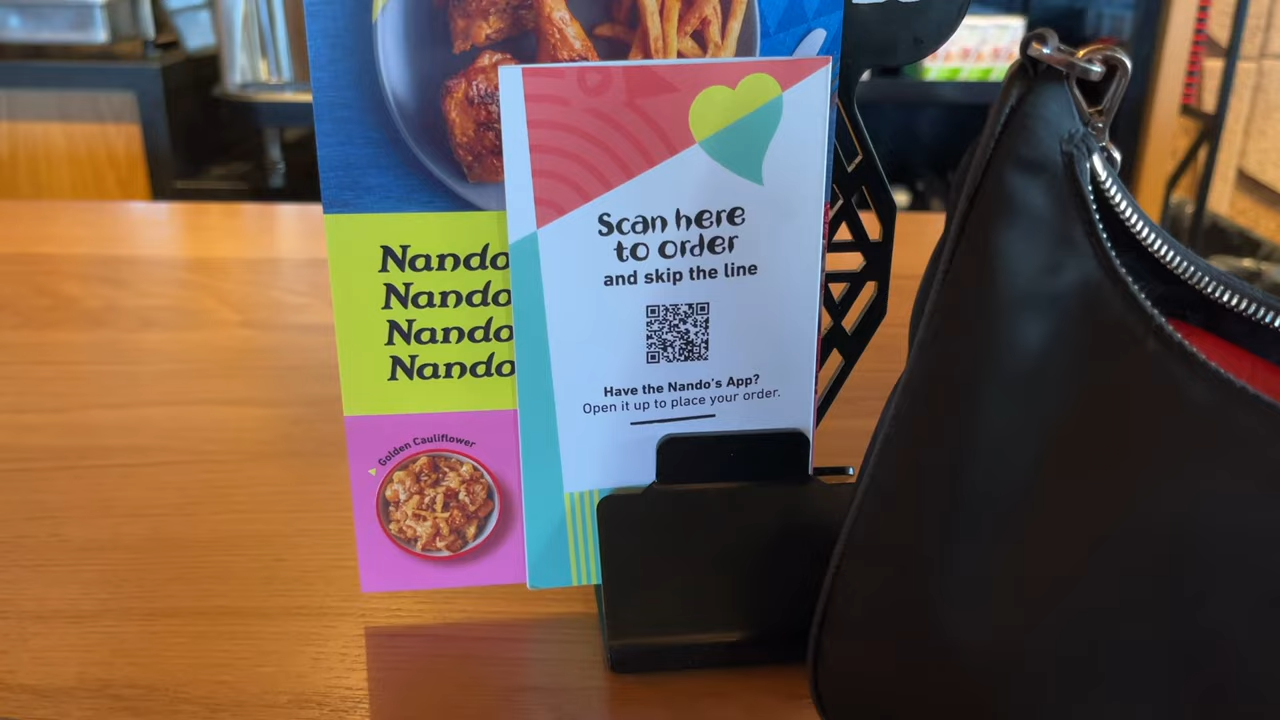 Scan here
to order
and skip the line
Have the Nando's App?
Open it up to place your order.
Nando
Nando
Nando
Nando
Golden Cauliflower